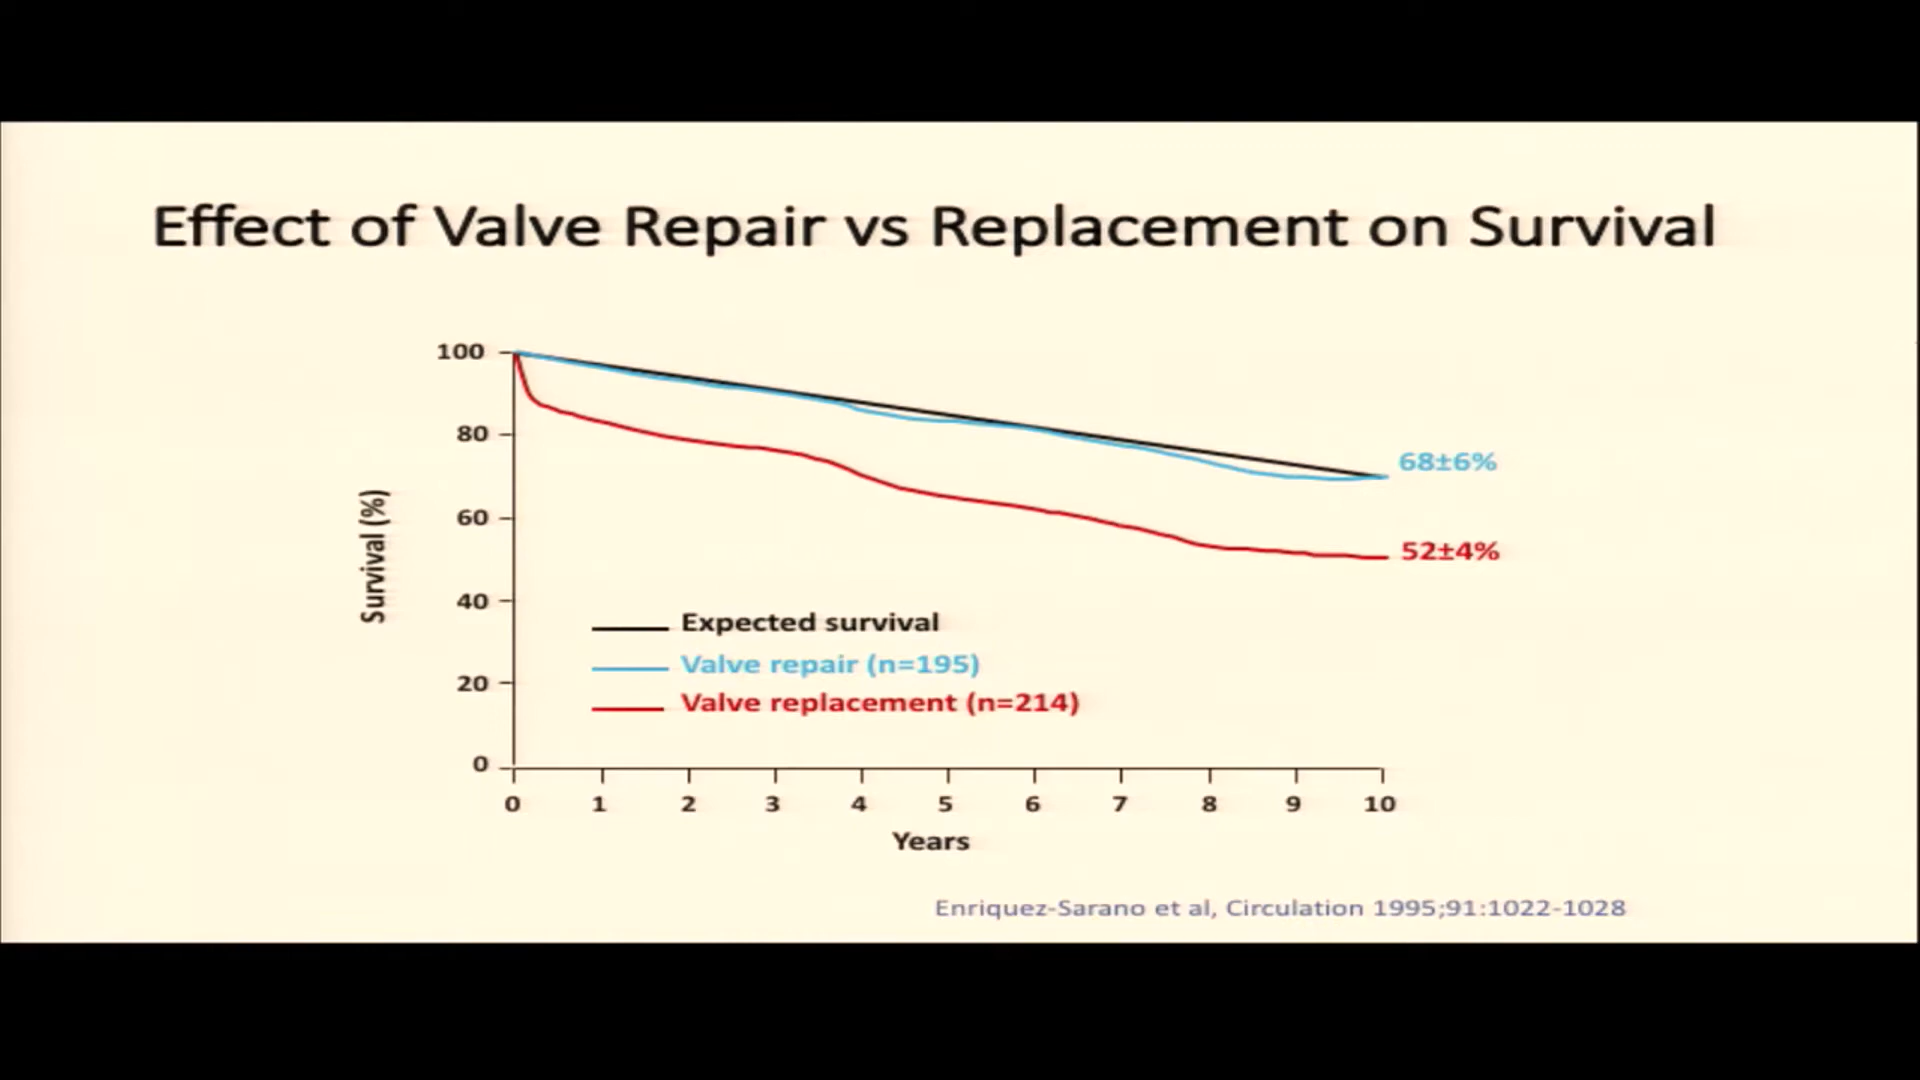 Effect of Valve Repair vs Replacement on Survival
100
80
60
40
20
0
Survival (%)
68±6%
52±4%
Expected survival
Valve repair (n=195)
Valve replacement (n=214)
0 1 2 3 4 5 6 7 8 9 10
Years
Enriquez-Sarano et al, Circulation 1995;91:1022-1028